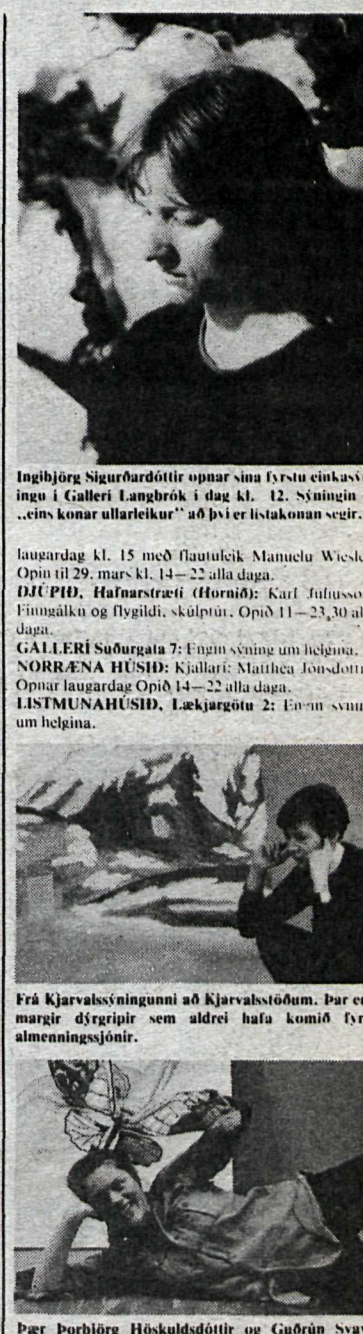 Ingibjörg Sigurðardóttir opnar sína fyrstu einkasý
ingu í Gallerí Langbrók í dag kl. 12. Sýningin
„eins konar ullarleikur" að því er listakonan segir.
laugardag kl. 15 með flautuleik Manuelu Wiesle
Opin til 29. mars kl. 14—22 alla daga.
DJÚPIÐ, Hafnarstræti (Hornið): Karl Júliusso
Finngálkn og flygildi, skúlptúr. Opið 11—23,30 al
daga.
GALLERÍ Suðurgata 7: Engin sýning um helgina.
NORRÆNA HÚSIÐ: Kjallari: Matthea Jónsdótti
Opnar laugardag Opið 14—22 alla daga.
LISTMUNAHÚSIÐ, Lækjargötu 2: Engin sýnin
um helgina.
Frá Kjarvalssýningunni að Kjarvalsstöðum. Þar er
margir dýrgripir sem aldrei hafa komið fyr
almenningssjónir.
Þær Þorbjörg Höskuldsdóttir og Guðrún Svav